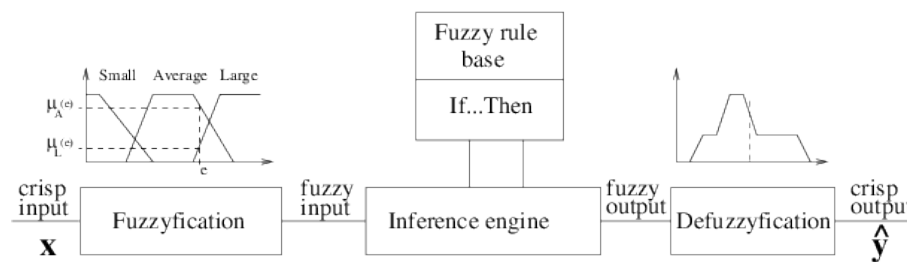 Fuzzy rule
base
If...Then
Small Average Large
μA(e)
μL(e)
e
crisp
input
x
Fuzzyfication
fuzzy
input
Inference engine
fuzzy
output
Defuzzyfication
crisp
output
ŷ